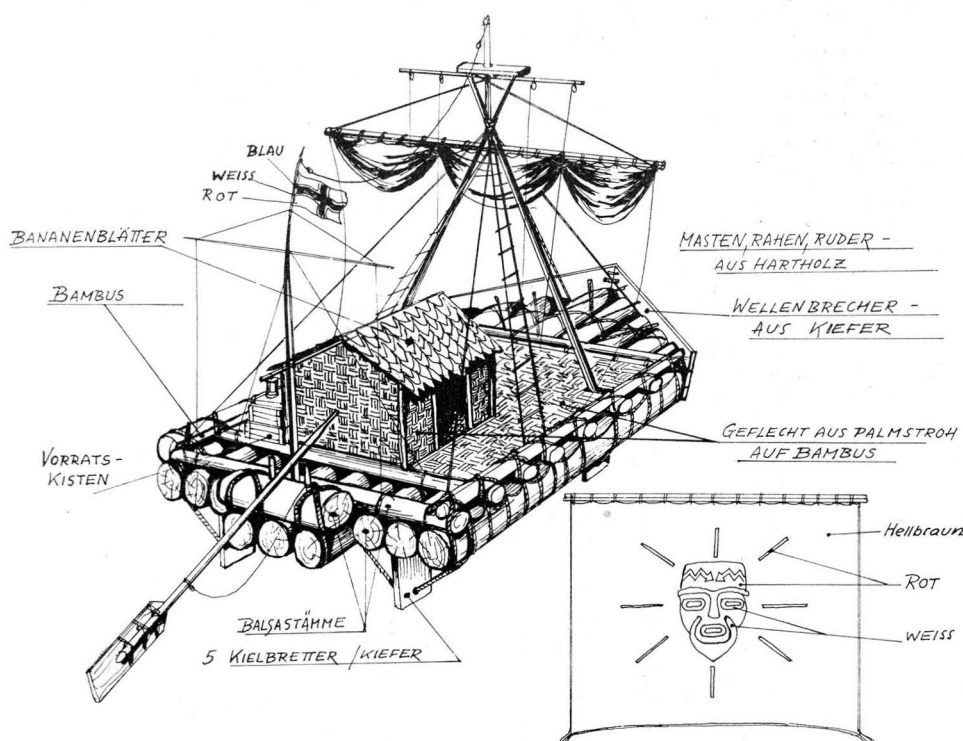 BLAU
WEISS
ROT
BANANENBLÄTTER
BAMBUS
VORRATS-
KISTEN
MASTEN, RAHEN, RUDER -
AUS HARTHOLZ
WELLENBRECHER -
AUS KIEFER
GEFLECHT AUS PALMSTROH
AUF BAMBUS
BALSASTÄMME
5 KIELBRETTER / KIEFER
Hellbraun
ROT
WEISS